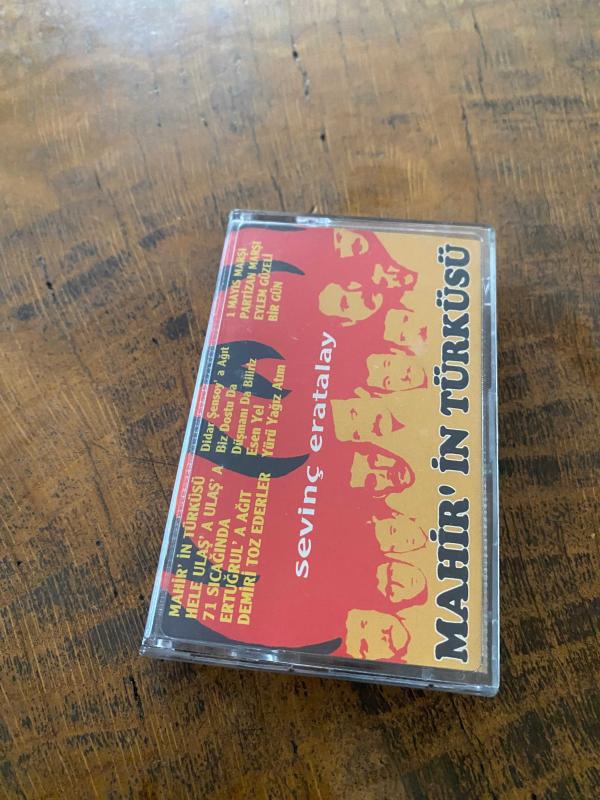 MAHİR' İN TÜRKÜSÜ
HELE ULAŞ' A ULAŞ' A
71 SICAĞINDA
ERTUĞRUL' A AĞIT
DEMİRİ TOZ EDERLER
Didar Şensoy' a Ağıt
Biz Dostu Da
Düşmanı Da Biliriz
Esen Yel
Yürü Yağız Atım
1 MAYIS MARŞI
PARTİZAN MARŞI
EYLEM GÜZELİ
BİR GÜN
sevinç eratalay
MAHİR' İN TÜRKÜSÜ